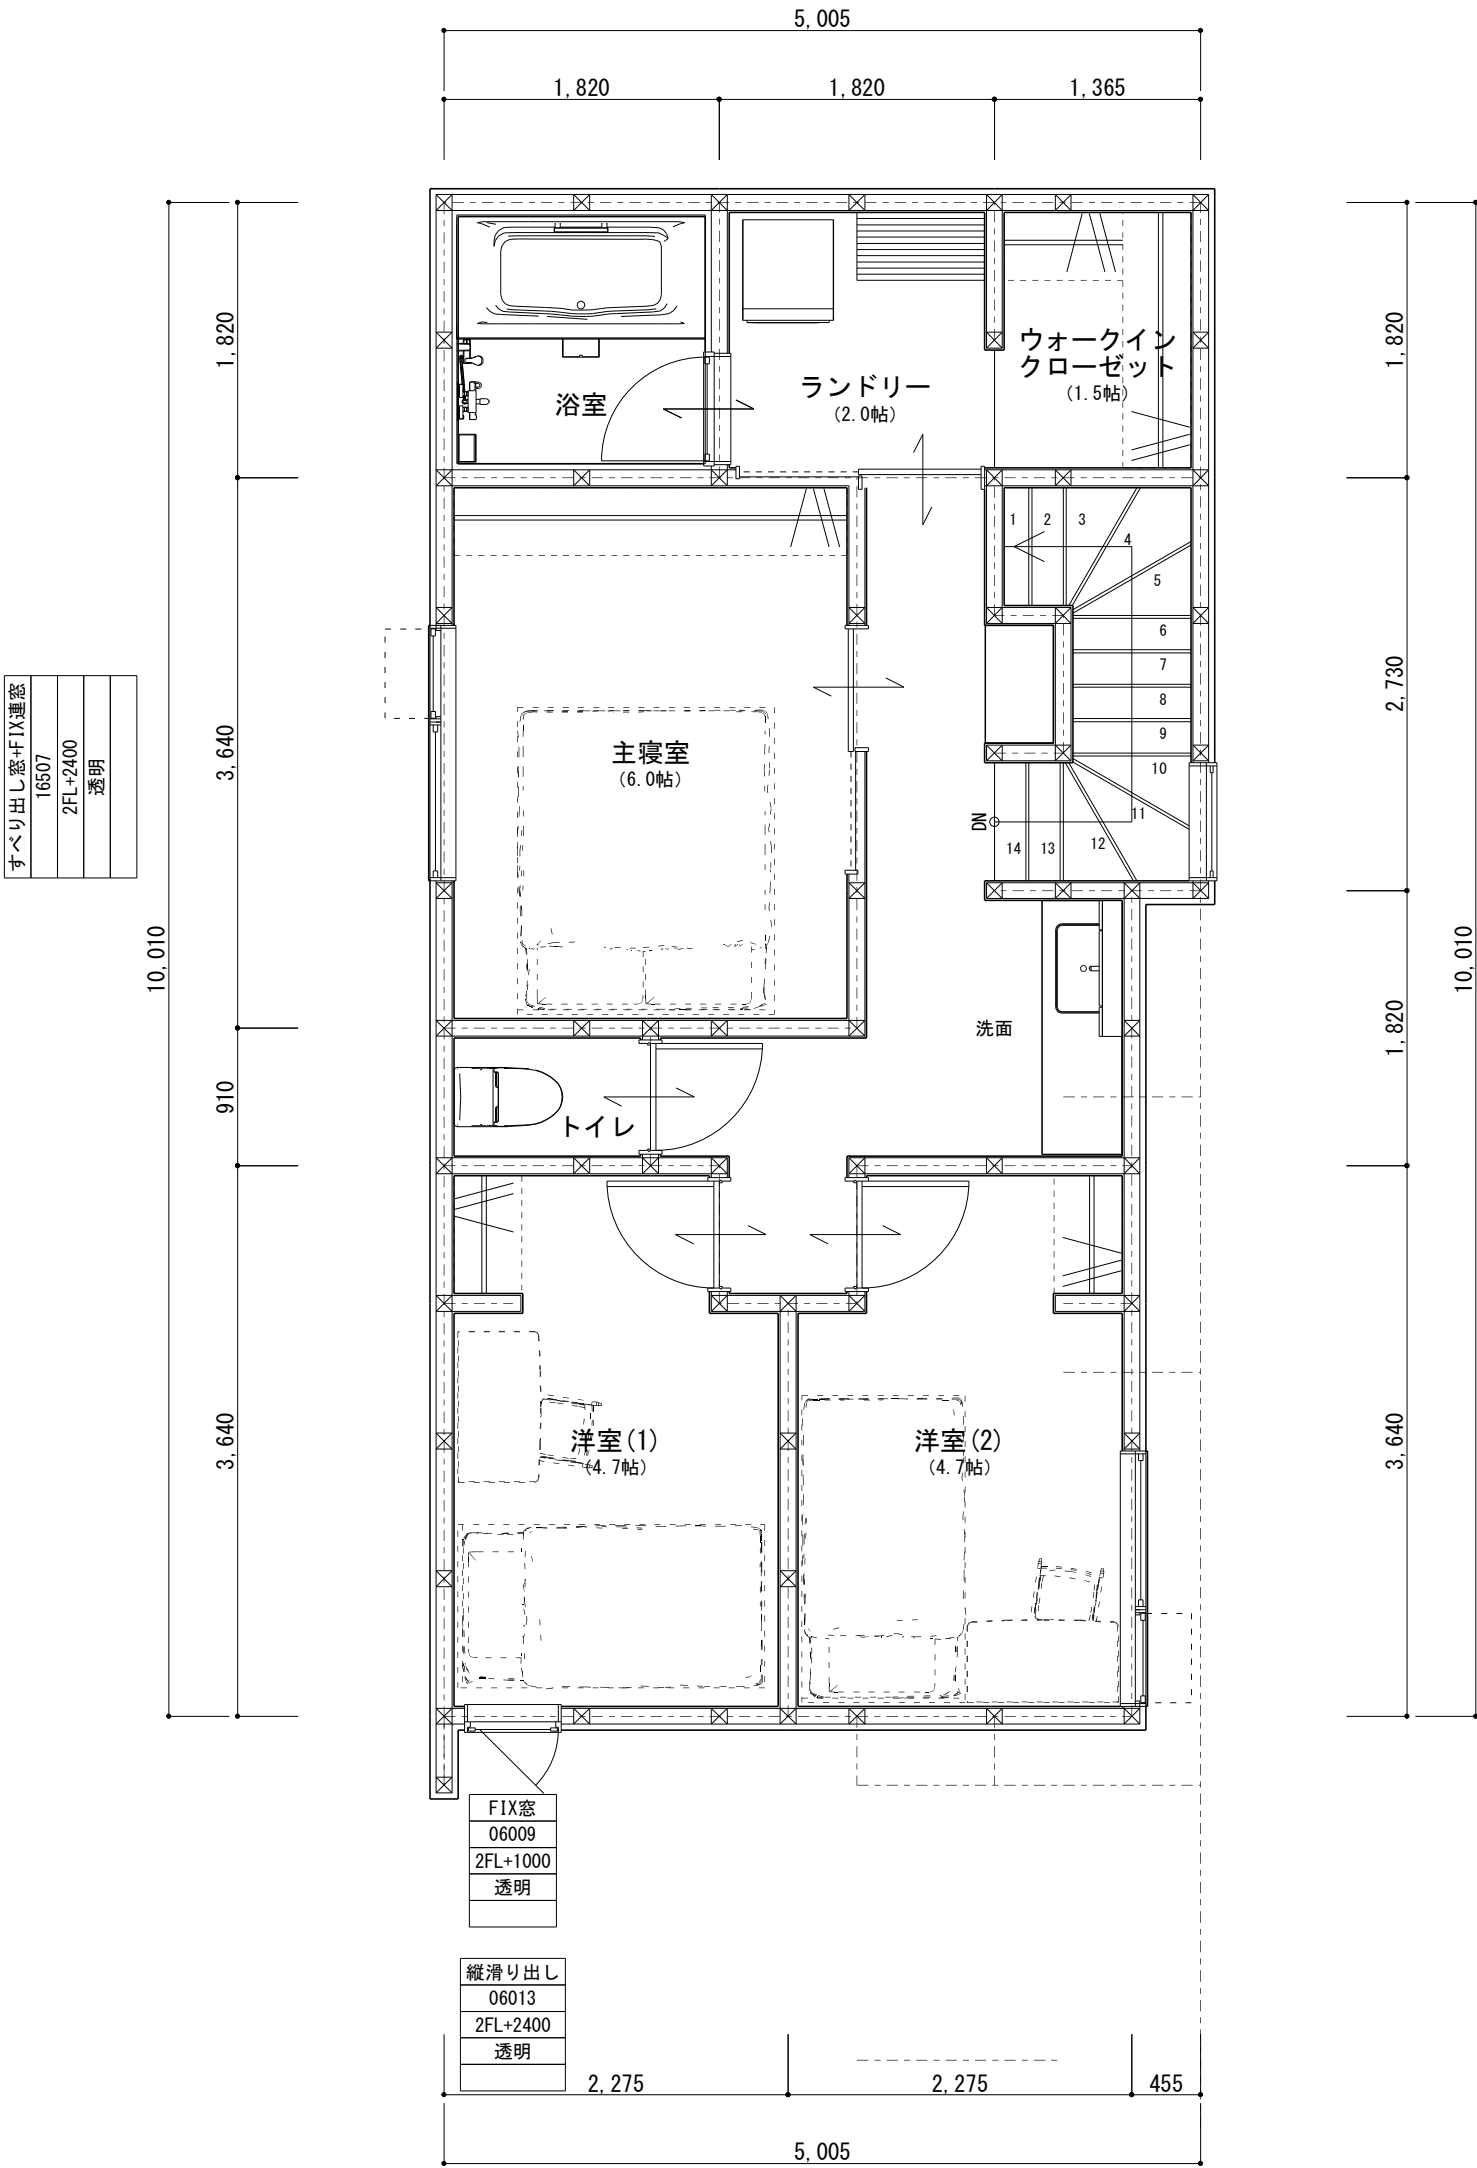 5,005
1,820
1,820
1,365
1,820
3,640
910
3,640
10,010
1,820
2,730
1,820
3,640
10,010
浴室
ランドリー
(2.0帖)
ウォークイン
クローゼット
(1.5帖)
1
2
3
4
5
6
7
8
9
10
11
12
13
14
DN
主寝室
(6.0帖)
洗面
トイレ
洋室(1)
(4.7帖)
洋室(2)
(4.7帖)
すべり出し窓+FIX連窓
16507
2FL+2400
透明
FIX窓
06009
2FL+1000
透明
縦滑り出し
06013
2FL+2400
透明
2,275
2,275
455
5,005